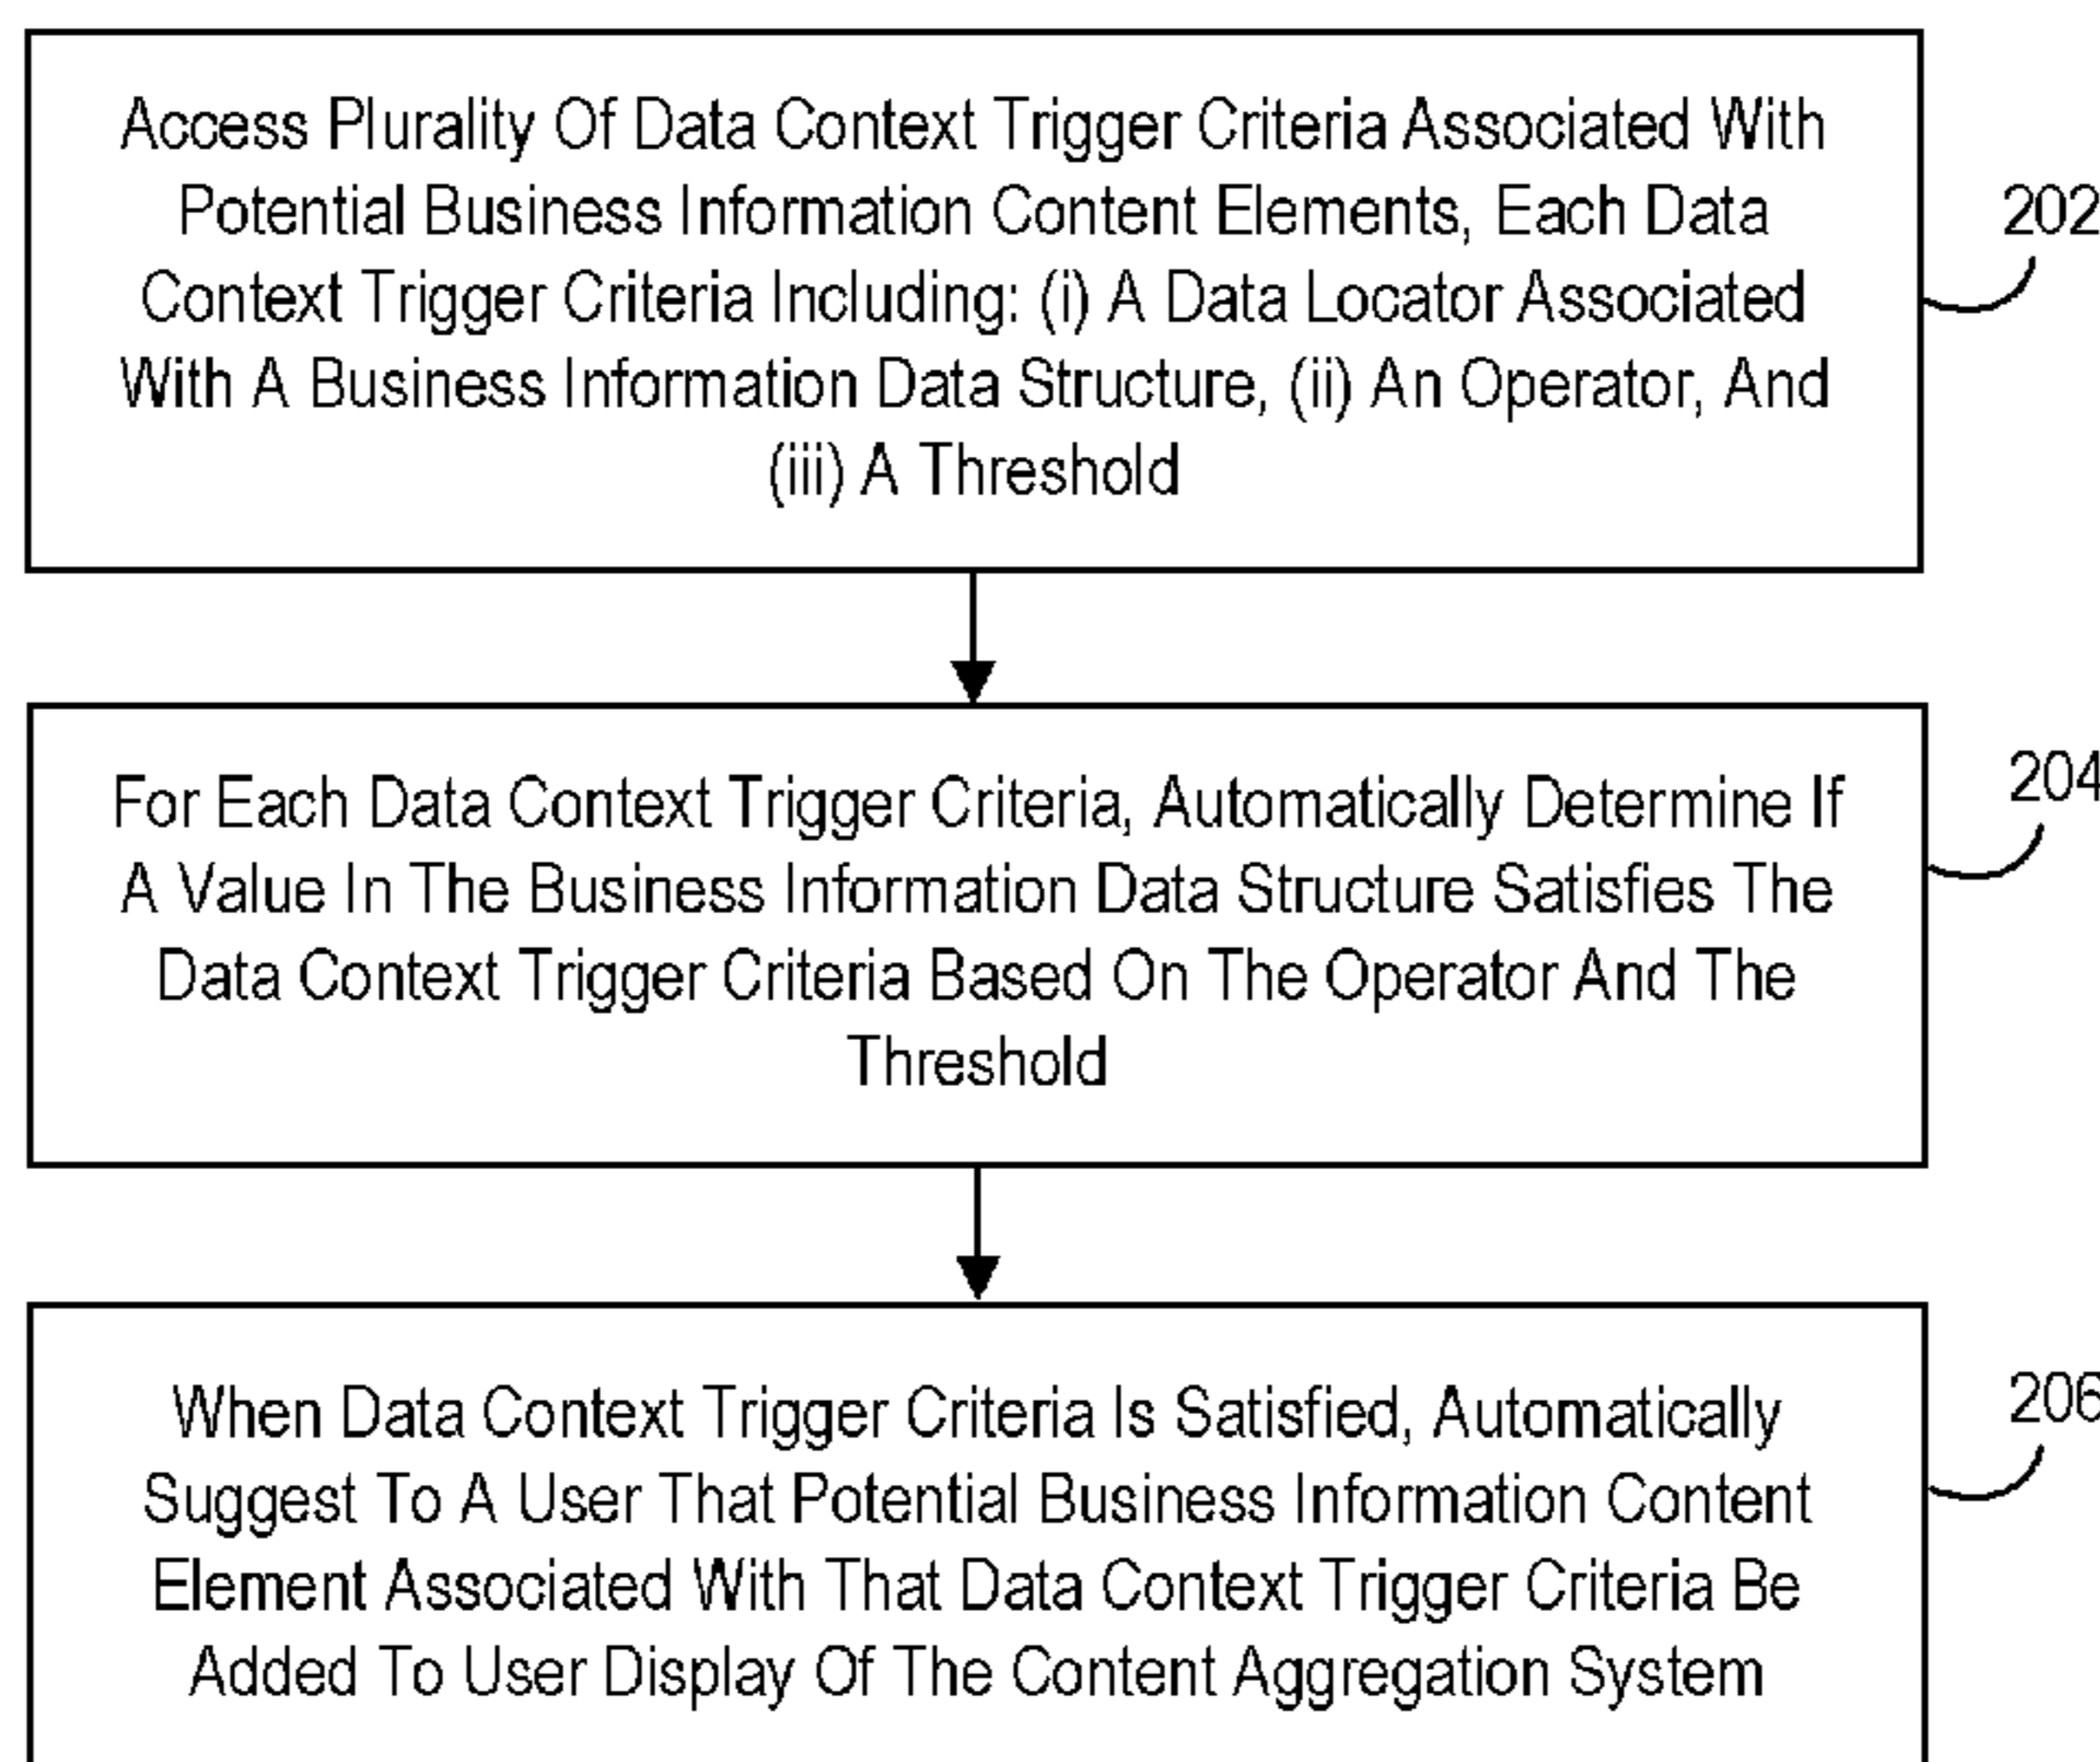 Access Plurality Of Data Context Trigger Criteria Associated With
Potential Business Information Content Elements, Each Data
Context Trigger Criteria Including: (i) A Data Locator Associated
With A Business Information Data Structure, (ii) An Operator, And
(iii) A Threshold
202
For Each Data Context Trigger Criteria, Automatically Determine If
A Value In The Business Information Data Structure Satisfies The
Data Context Trigger Criteria Based On The Operator And The
Threshold
204
When Data Context Trigger Criteria Is Satisfied, Automatically
Suggest To A User That Potential Business Information Content
Element Associated With That Data Context Trigger Criteria Be
Added To User Display Of The Content Aggregation System
206